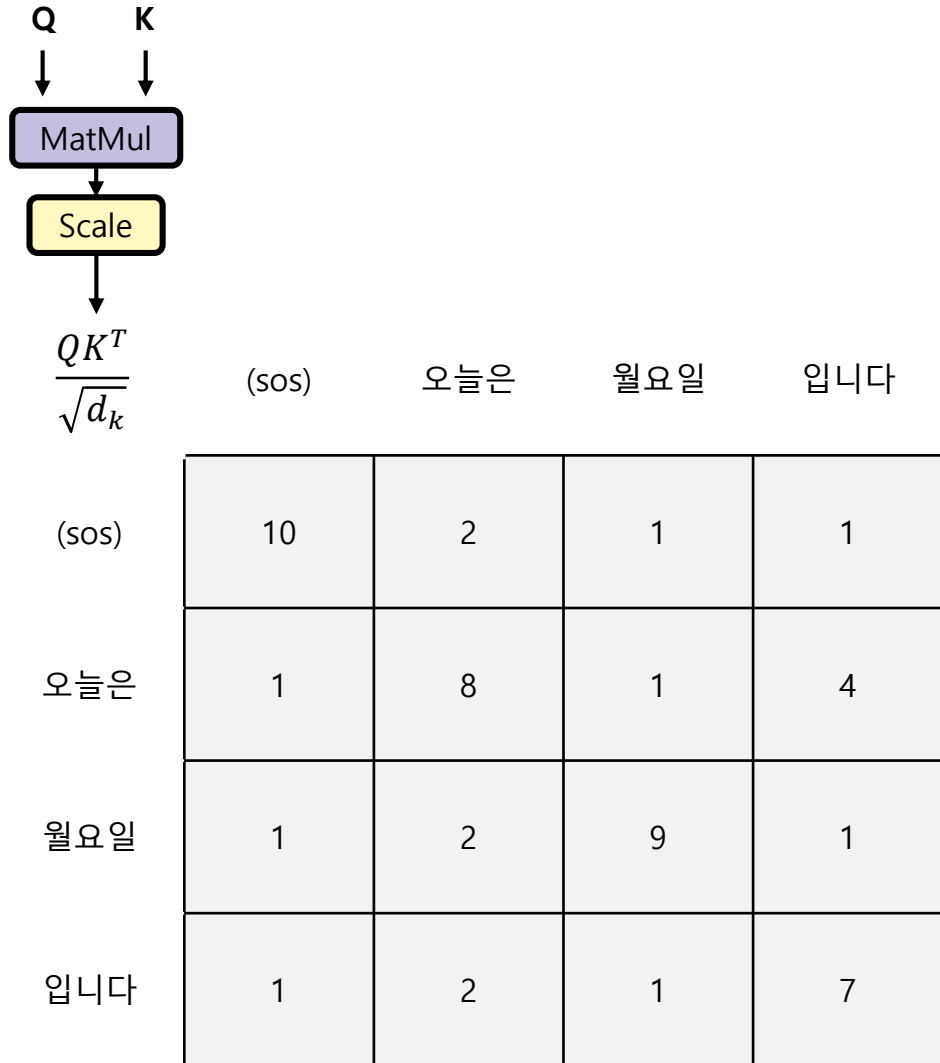 Q K
MatMul
Scale
QK^T
√d_k
(sos) 오늘은 월요일 입니다
(sos) 10 2 1 1
오늘은 1 8 1 4
월요일 1 2 9 1
입니다 1 2 1 7